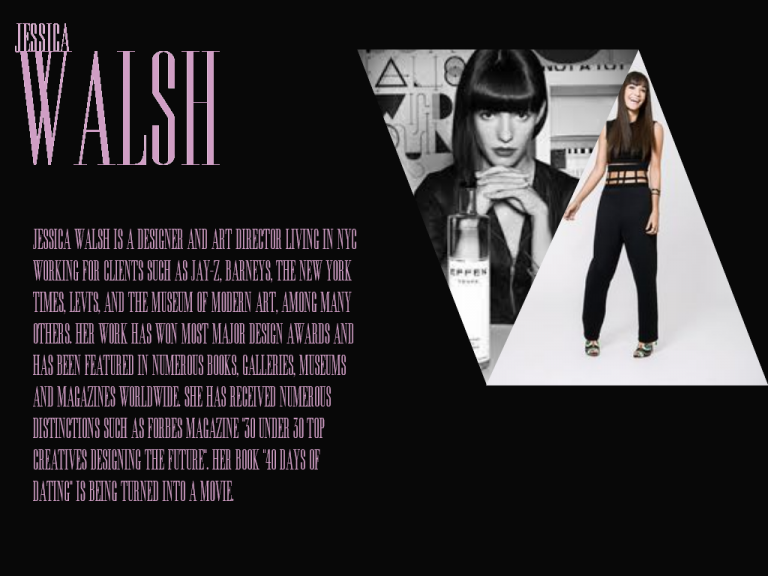 JESSICA
WALSH
JESSICA WALSH IS A DESIGNER AND ART DIRECTOR LIVING IN NYC
WORKING FOR CLIENTS SUCH AS JAY-Z, BARNEYS, THE NEW YORK
TIMES, LEVI'S, AND THE MUSEUM OF MODERN ART, AMONG MANY
OTHERS. HER WORK HAS WON MOST MAJOR DESIGN AWARDS AND
HAS BEEN FEATURED IN NUMEROUS BOOKS, GALLERIES, MUSEUMS
AND MAGAZINES WORLDWIDE. SHE HAS RECEIVED NUMEROUS
DISTINCTIONS SUCH AS FORBES MAGAZINE "30 UNDER 30 TOP
CREATIVES DESIGNING THE FUTURE". HER BOOK "40 DAYS OF
DATING" IS BEING TURNED INTO A MOVIE.
EFFEN